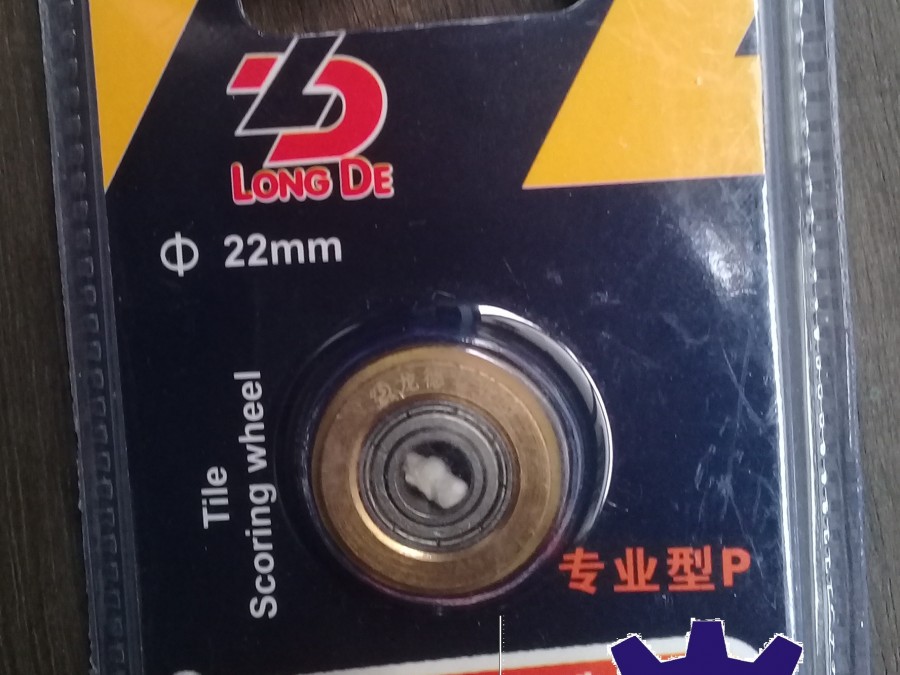 LONG DE
Φ 22mm
Tile
Scoring wheel
专业型P